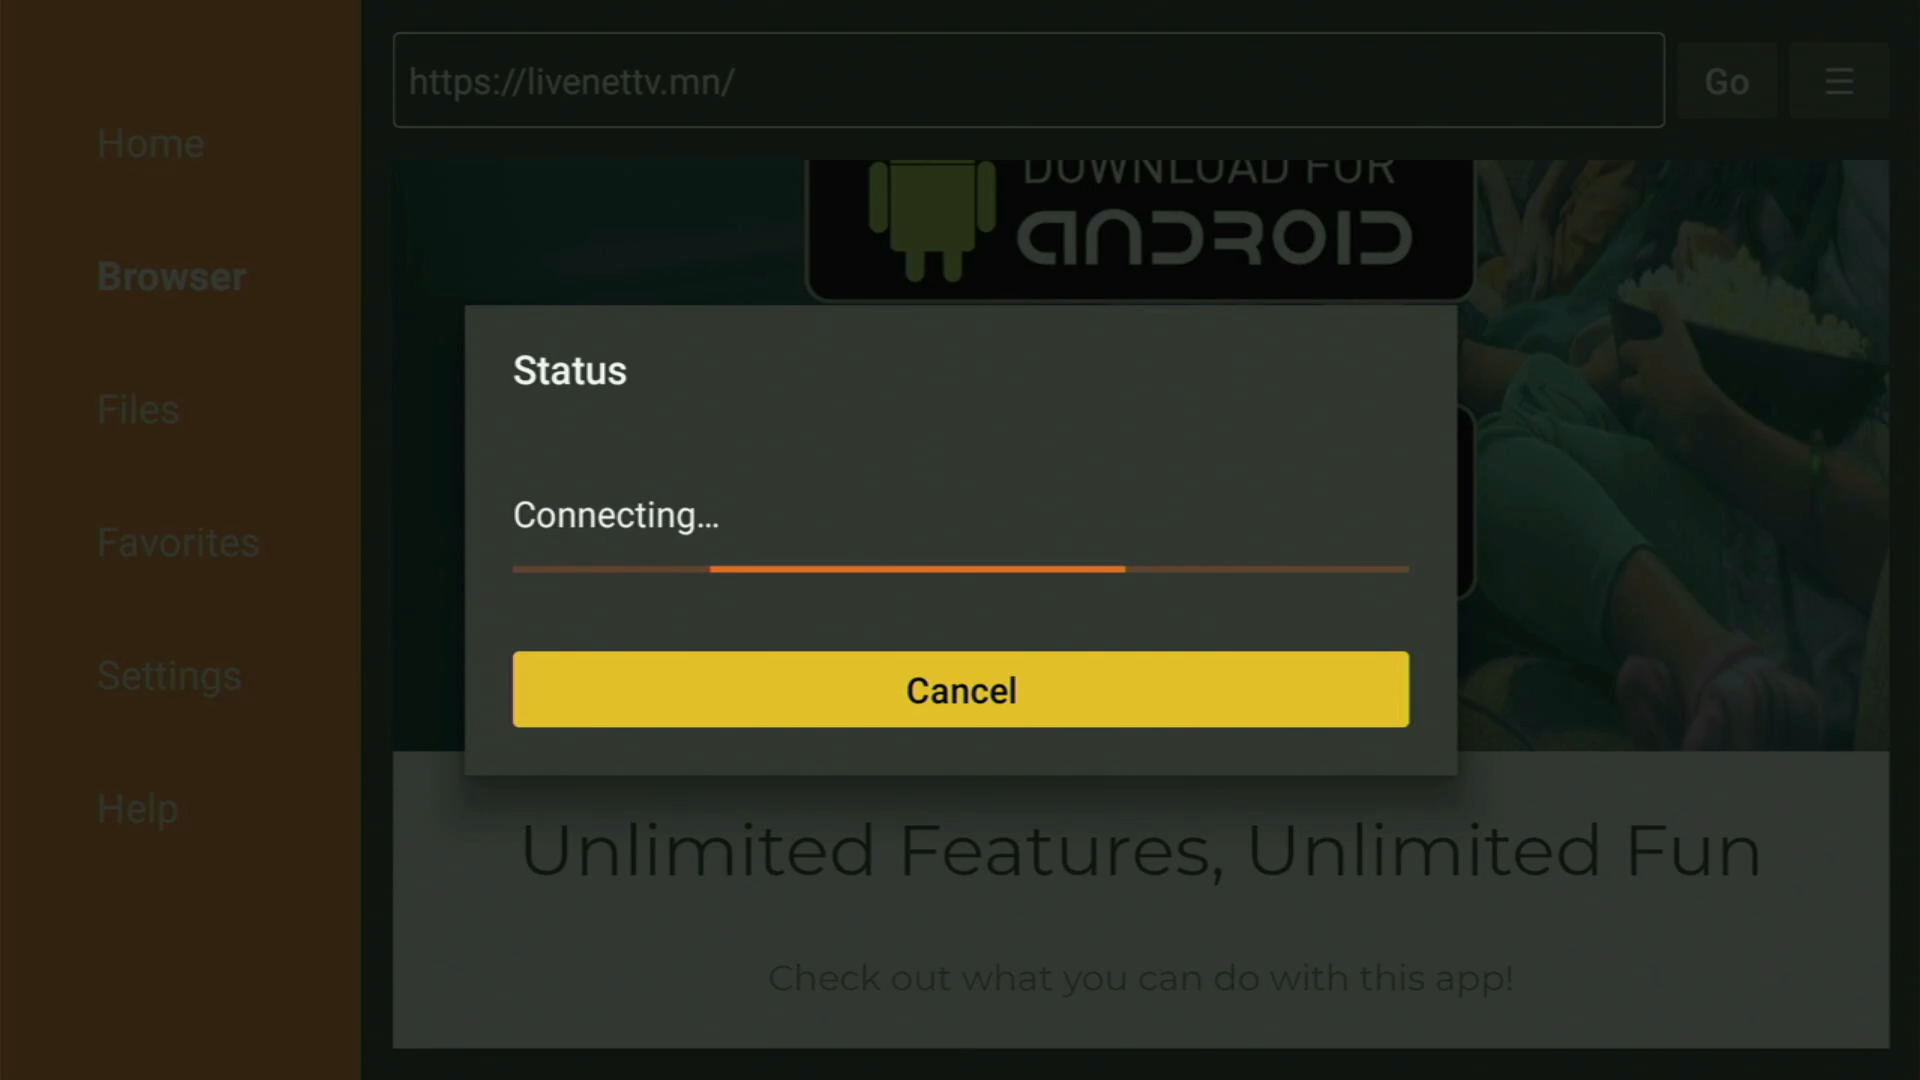 https://livenettv.mn/
Go
Home
Browser
Files
Favorites
Settings
Help
DOWNLOAD FOR
ANDROID
Status
Connecting...
Cancel
Unlimited Features, Unlimited Fun
Check out what you can do with this app!